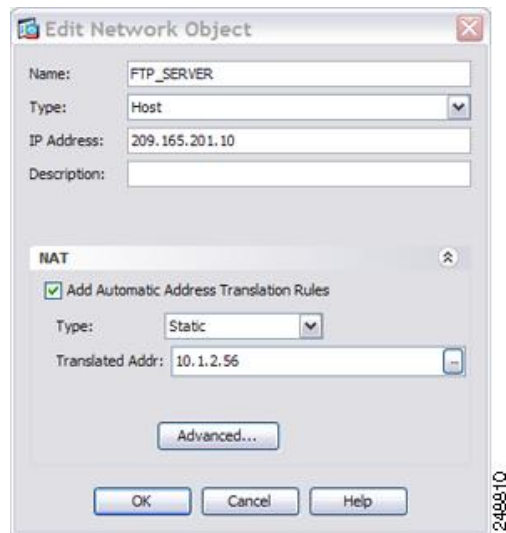 Edit Network Object
Name: FTP_SERVER
Type: Host
IP Address: 209.165.201.10
Description:
NAT
Add Automatic Address Translation Rules
Type: Static
Translated Addr: 10.1.2.56 ...
Advanced...
OK Cancel Help
248810